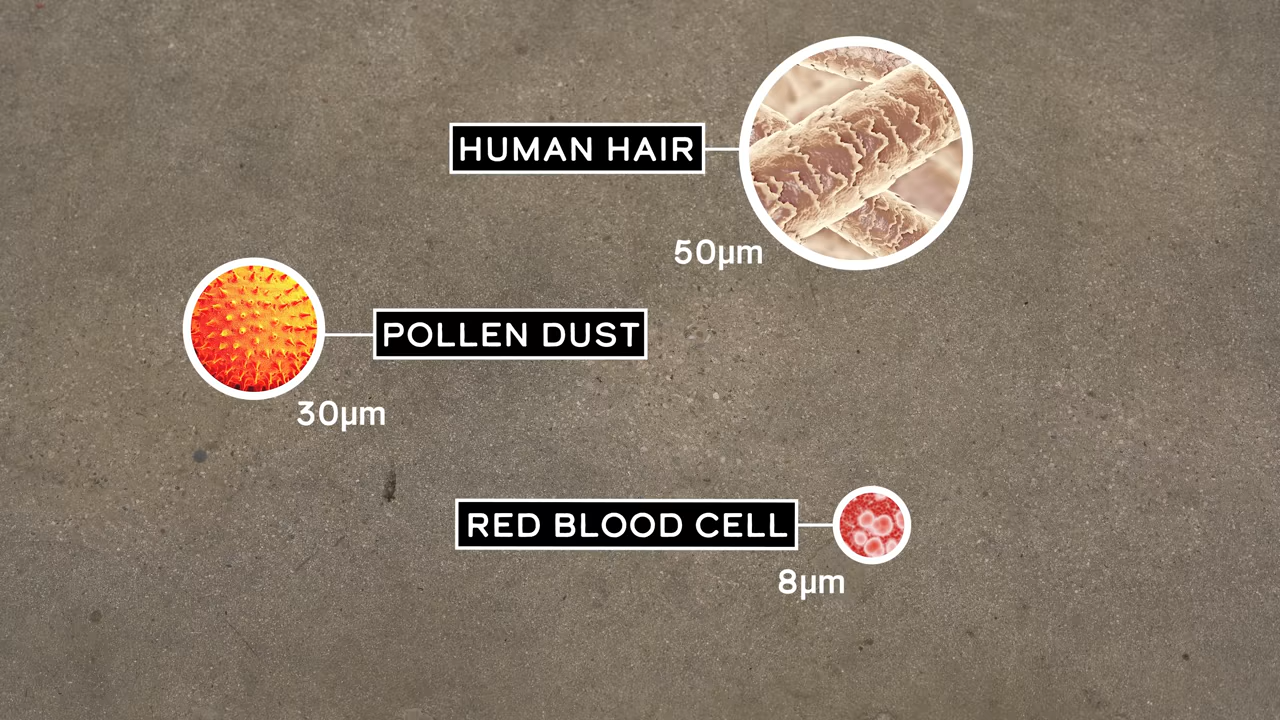 HUMAN HAIR
50µm
POLLEN DUST
30µm
RED BLOOD CELL
8µm